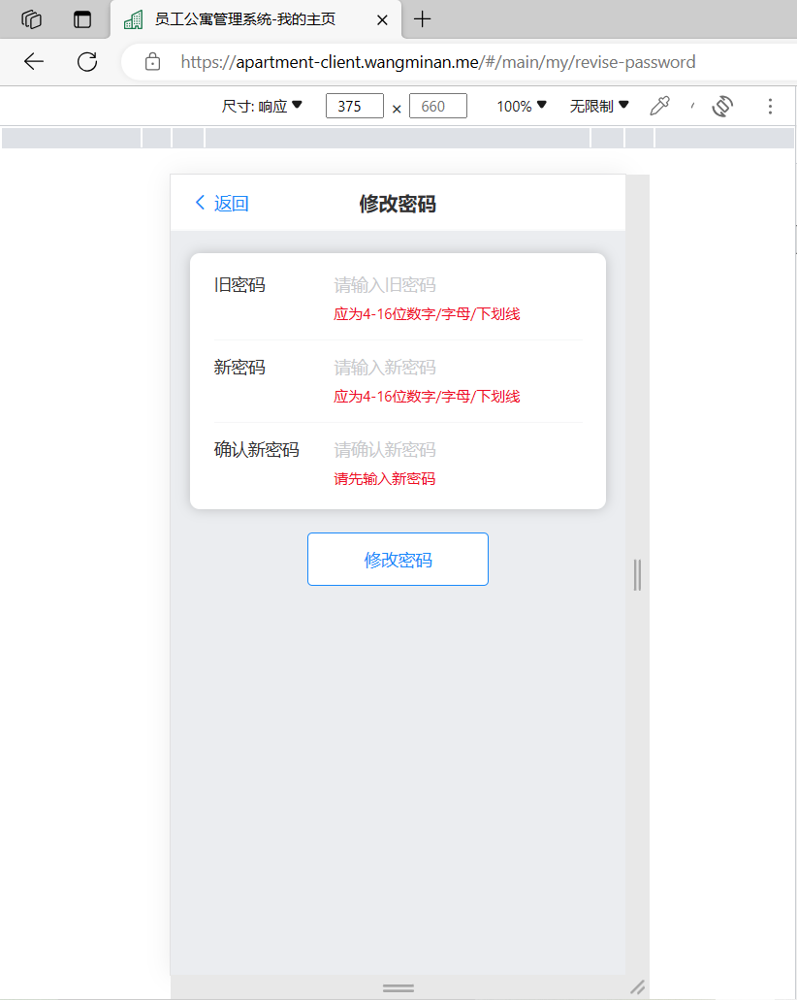 员工公寓管理系统-我的主页
https://apartment-client.wangminan.me/#/main/my/revise-password
尺寸: 响应 375 × 660 100% 无限制
返回 修改密码
旧密码 请输入旧密码
应为4-16位数字/字母/下划线
新密码 请输入新密码
应为4-16位数字/字母/下划线
确认新密码 请确认新密码
请先输入新密码
修改密码